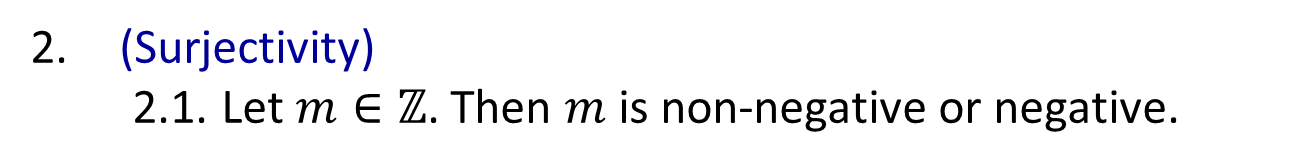 2. (Surjectivity)
2.1. Let 𝑚 ∈ ℤ. Then 𝑚 is non-negative or negative.